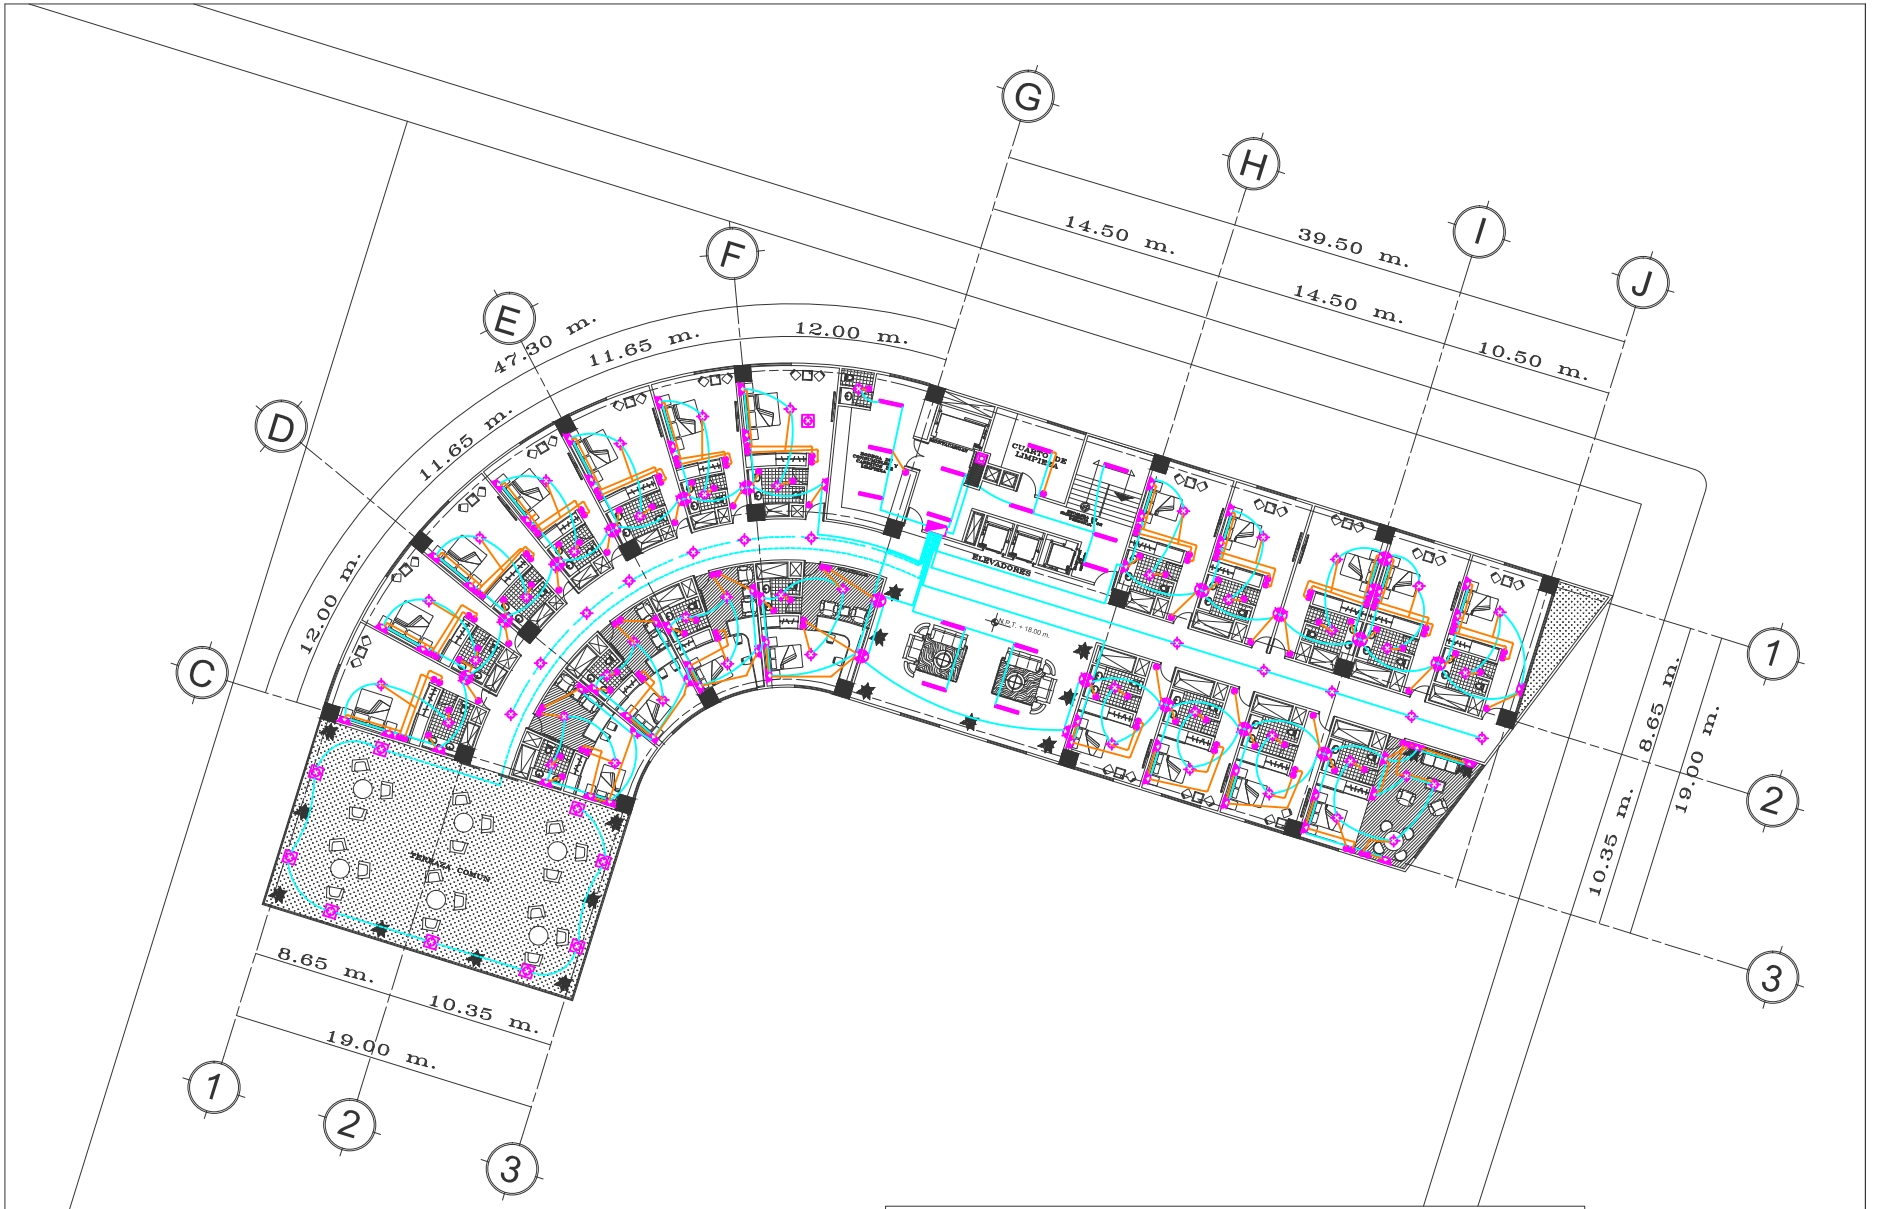 G
H
I
J
14.50 m.
39.50 m.
14.50 m.
10.50 m.
F
E
D
C
47.30 m.
12.00 m.
11.65 m.
11.65 m.
12.00 m.
CUARTO DE
LIMPIEZA
ELEVADORES
N.P.T. + 18.00 m.
TERRAZA COMUN
1
2
3
8.65 m.
19.00 m.
10.35 m.
8.65 m.
10.35 m.
19.00 m.
1
2
3